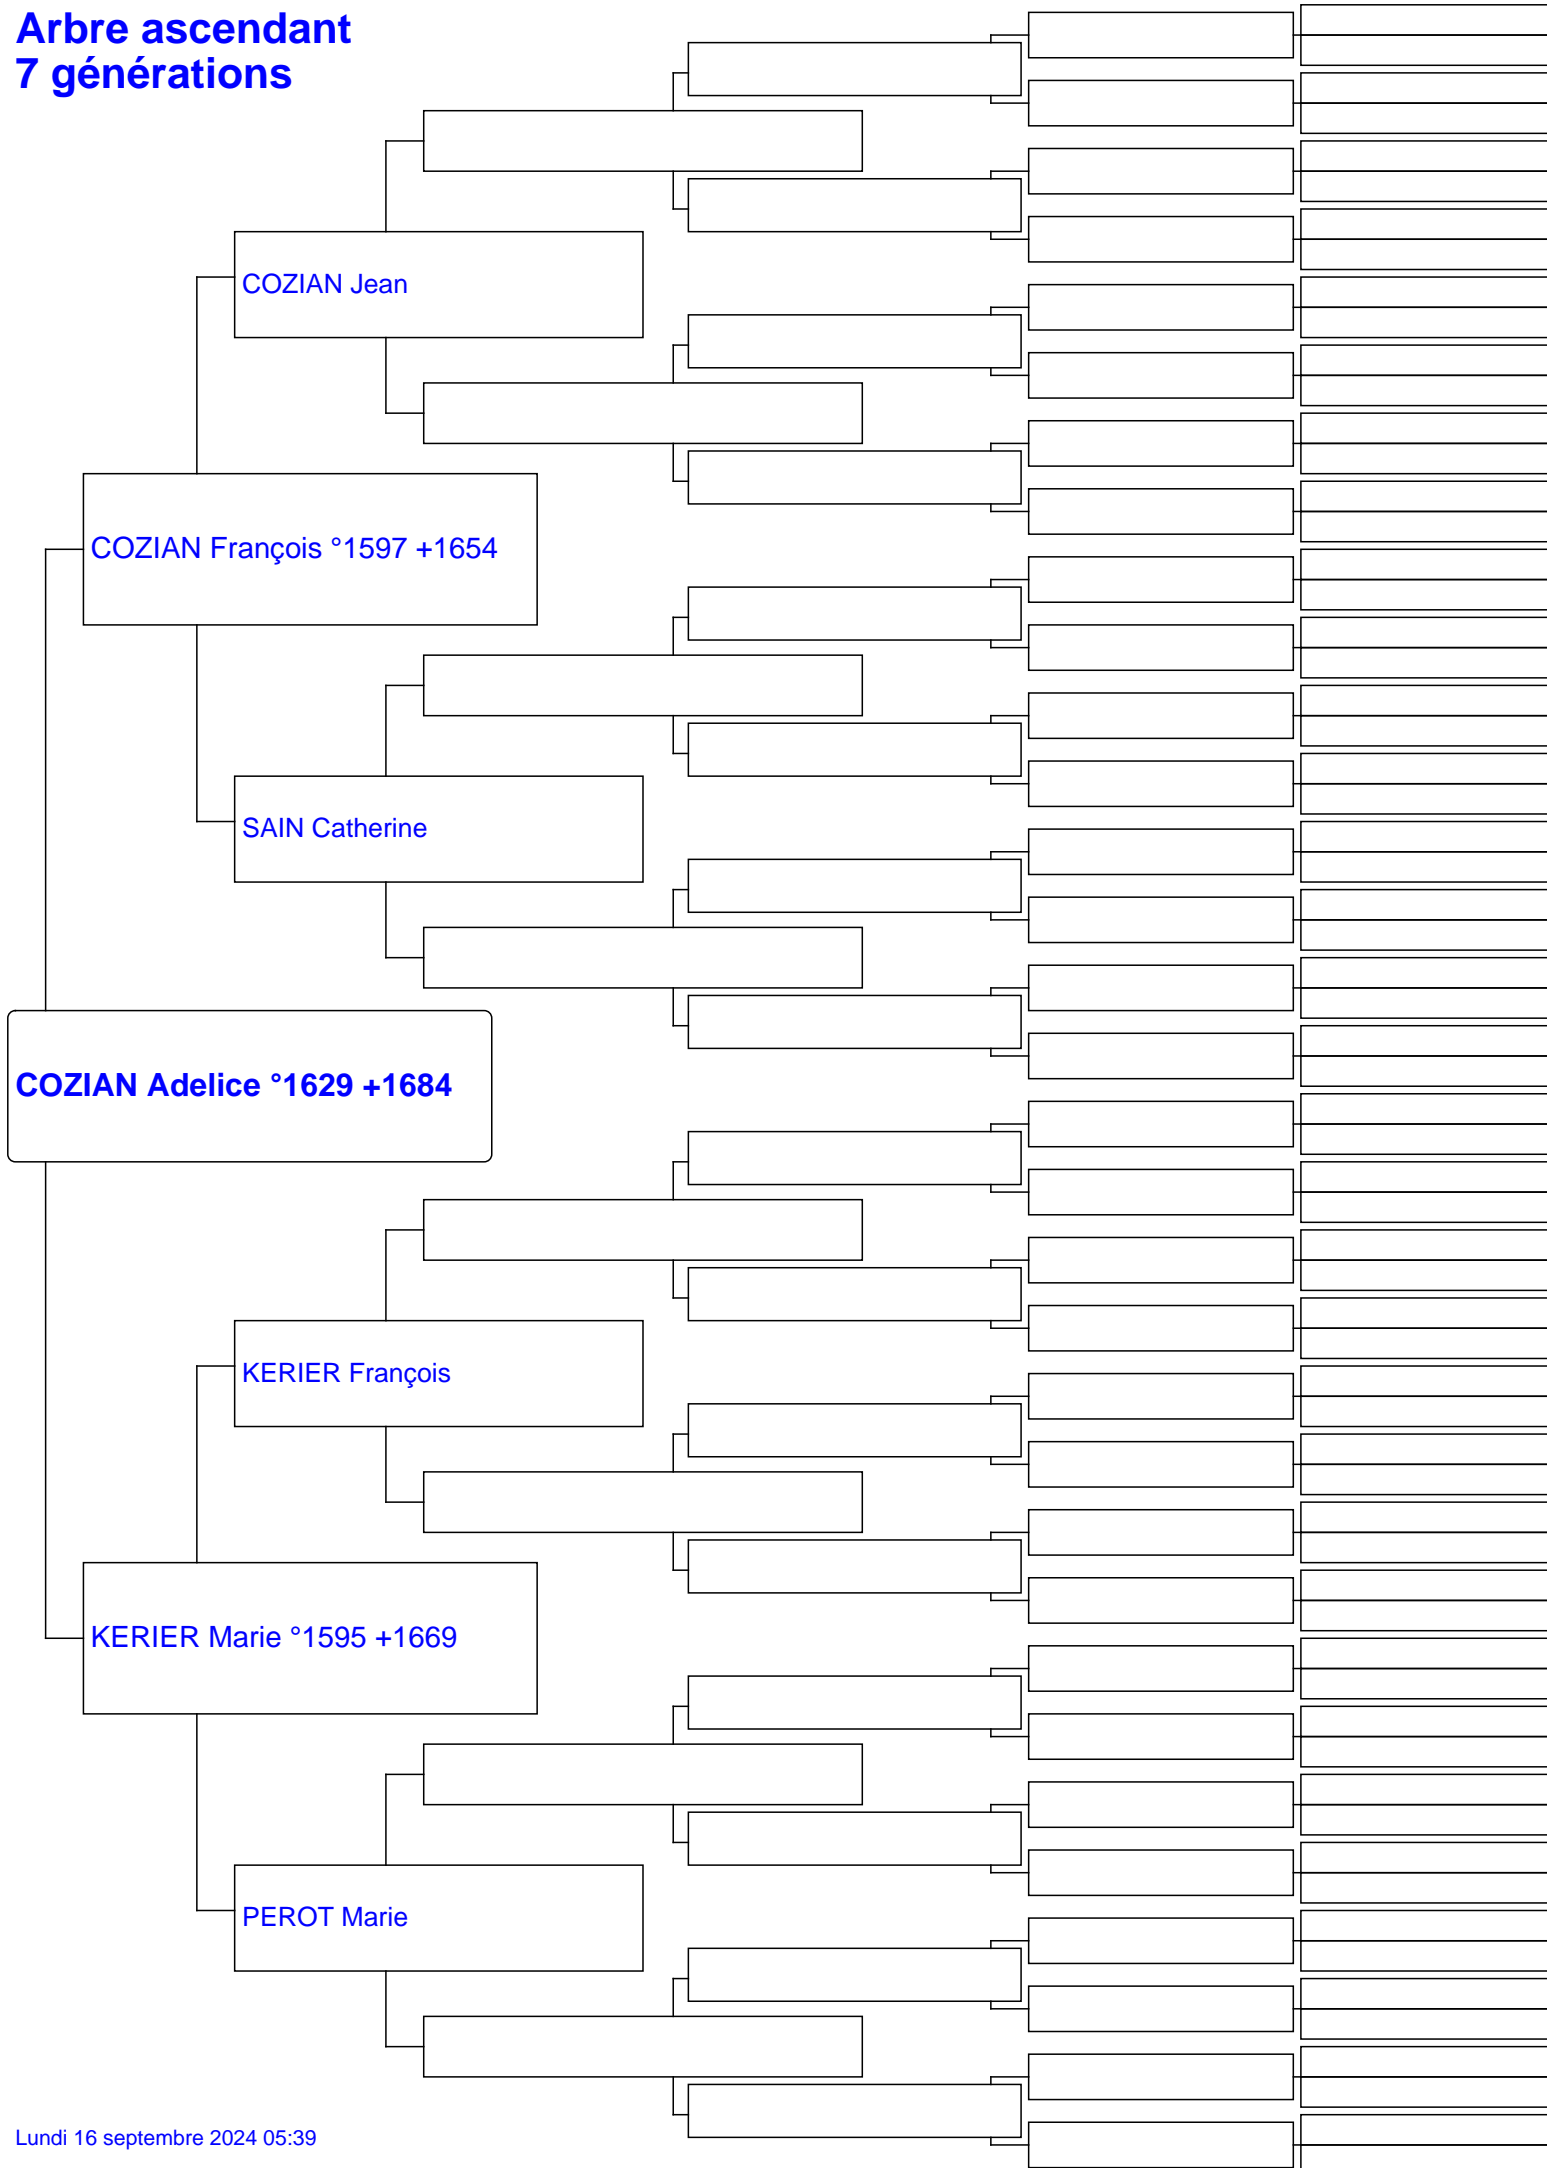 Arbre ascendant
7 générations
COZIAN Jean
COZIAN François °1597 +1654
SAIN Catherine
COZIAN Adelice °1629 +1684
KERIER François
KERIER Marie °1595 +1669
PEROT Marie
Lundi 16 septembre 2024 05:39